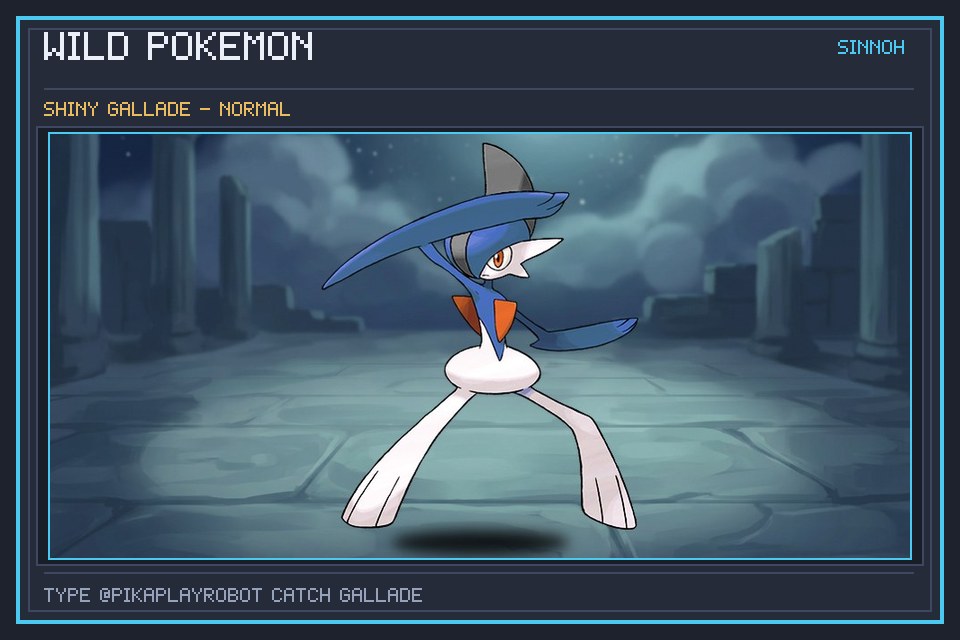 WILD POKEMON
SINNOH
SHINY GALLADE - NORMAL
TYPE @PIKAPLAYROBOT CATCH GALLADE